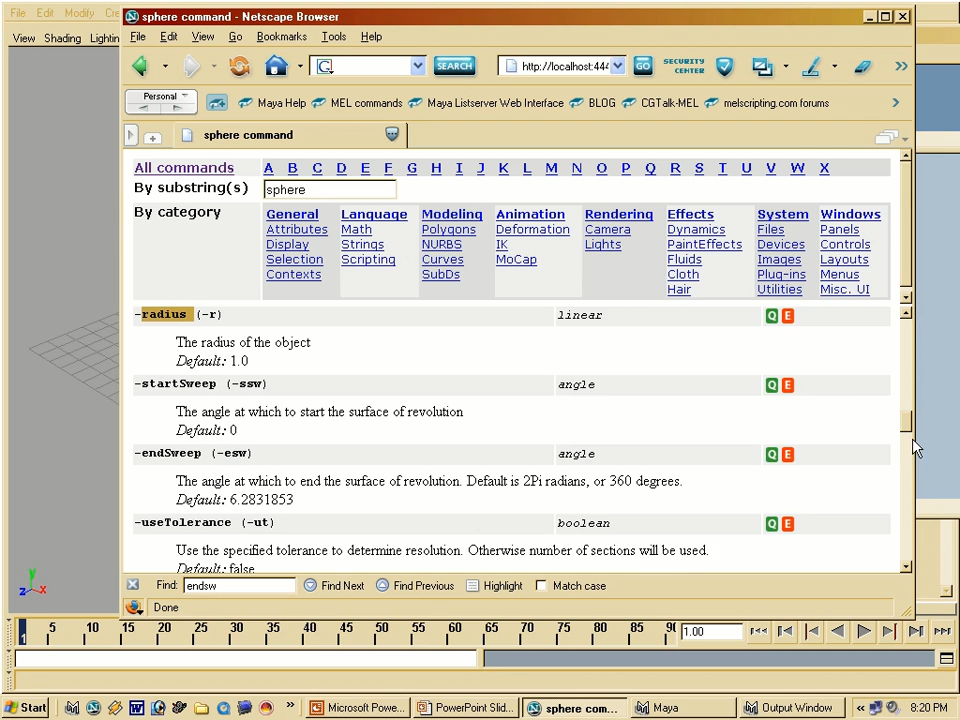 File Edit Modify Cre
sphere command - Netscape Browser
View Shading Lightin
File Edit View Go Bookmarks Tools Help
SEARCH http://localhost:444 GO SECURITY CENTER »
Personal Maya Help MEL commands Maya Listserver Web Interface BLOG CGTalk-MEL melscripting.com forums
sphere command
All commands A B C D E F G H I J K L M N O P Q R S T U V W X
By substring(s) sphere
By category General Language Modeling Animation Rendering Effects System Windows
Attributes Math Polygons Deformation Camera Dynamics Files Panels
Display Strings NURBS IK Lights PaintEffects Devices Controls
Selection Scripting Curves MoCap Fluids Images Layouts
Contexts SubDs Cloth Plug-ins Menus
Hair Utilities Misc. UI
-radius (-r) linear Q E
The radius of the object
Default: 1.0
-startSweep (-ssw) angle Q E
The angle at which to start the surface of revolution
Default: 0
-endSweep (-esw) angle Q E
The angle at which to end the surface of revolution. Default is 2Pi radians, or 360 degrees.
Default: 6.2831853
-useTolerance (-ut) boolean Q E
Use the specified tolerance to determine resolution. Otherwise number of sections will be used.
Default: false
y
z x
Find: endsw Find Next Find Previous Highlight Match case
Done
1 5 10 15 20 25 30 35 40 45 50 55 60 65 70 75 80 85 90 1.00
Start » Microsoft Powe... PowerPoint Slid... sphere com... Maya Output Window « 8:20 PM